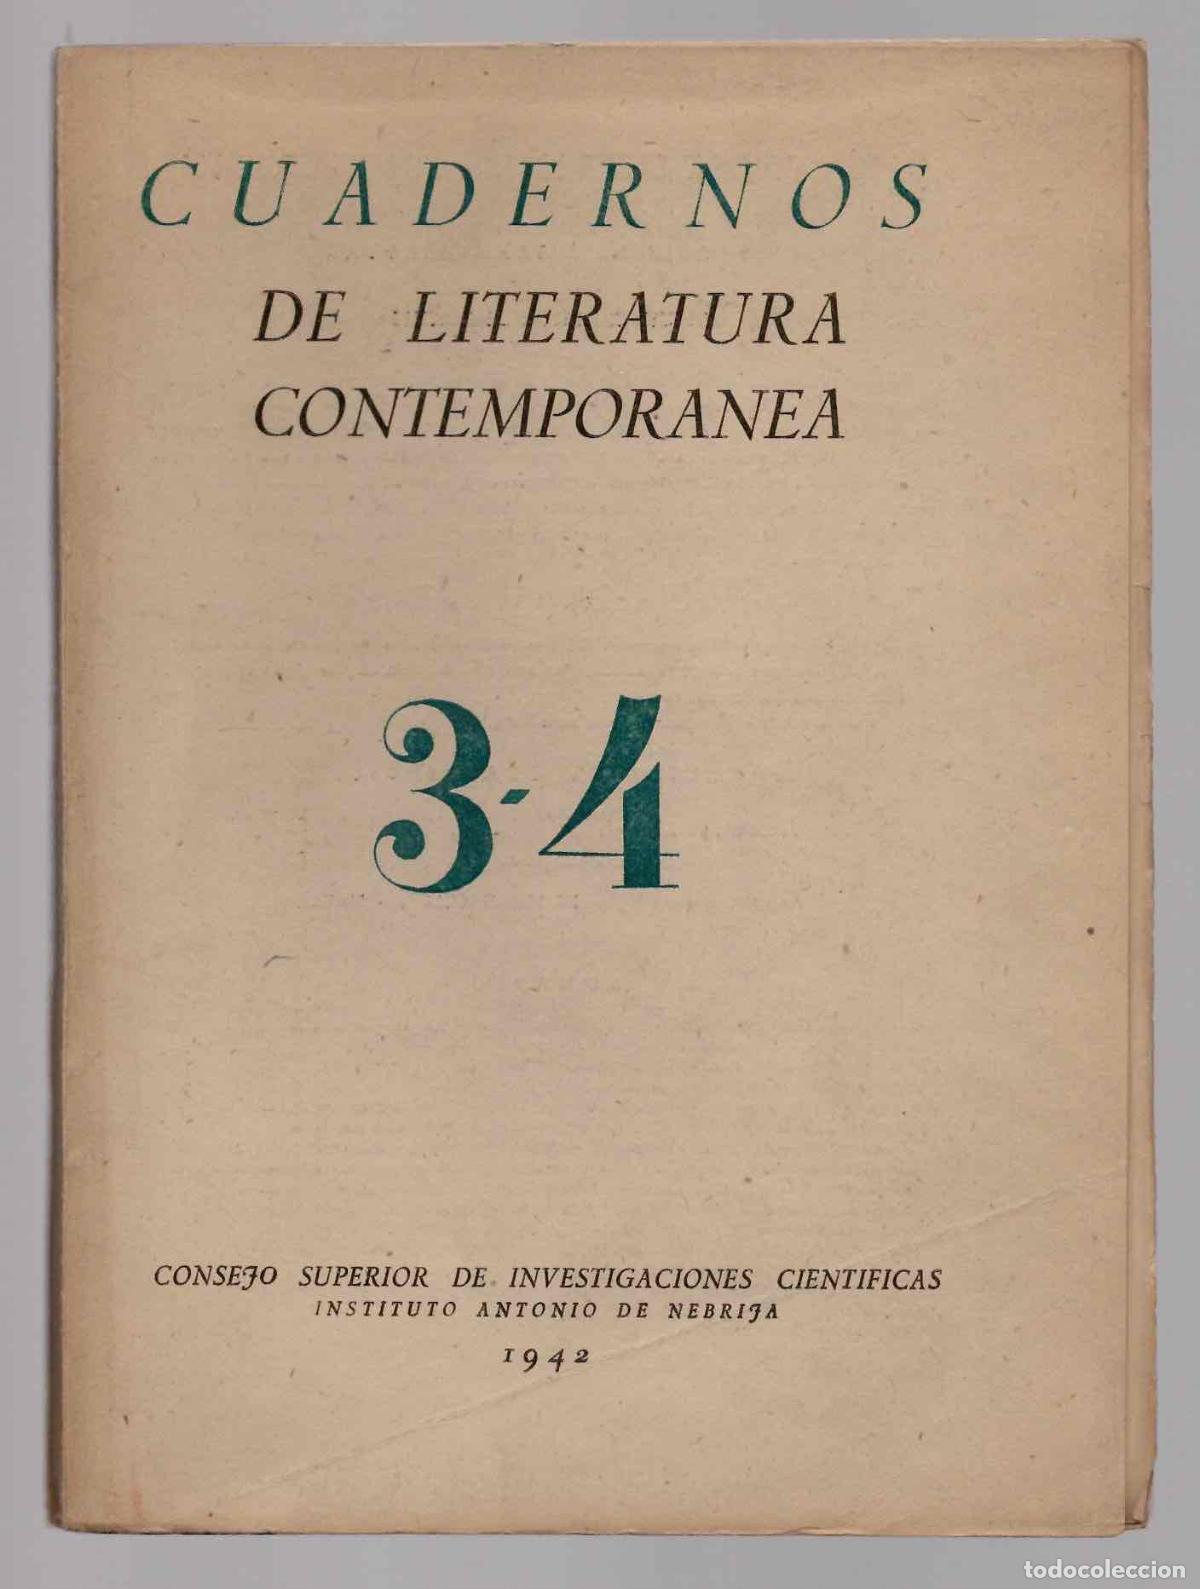 CUADERNOS
DE LITERATURA
CONTEMPORANEA
3-4
CONSEJO SUPERIOR DE INVESTIGACIONES CIENTIFICAS
INSTITUTO ANTONIO DE NEBRIJA
1942
todocoleccion